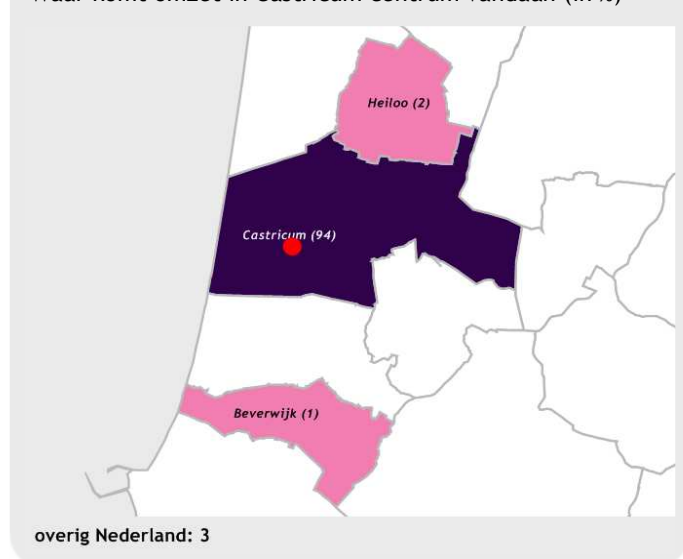 Waar komt omzet in Castricum centrum vandaan (in %)
Heiloo (2)
Castricum (94)
Beverwijk (1)
overig Nederland: 3